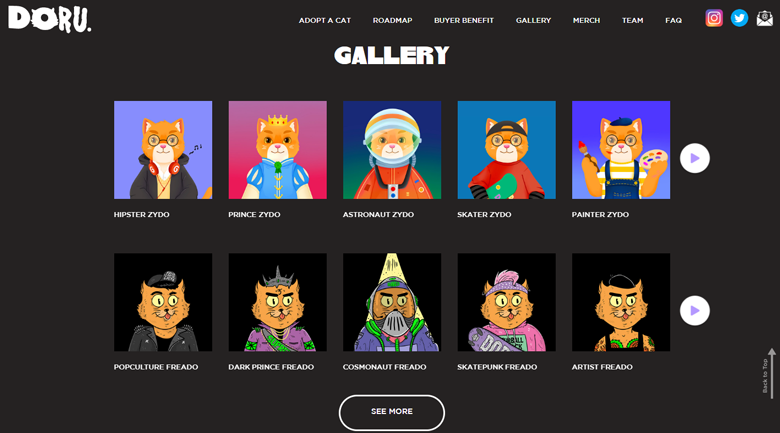 DORU.
ADOPT A CAT ROADMAP BUYER BENEFIT GALLERY MERCH TEAM FAQ
GALLERY
HIPSTER ZYDO PRINCE ZYDO ASTRONAUT ZYDO SKATER ZYDO PAINTER ZYDO
POPCULTURE FREADO DARK PRINCE FREADO COSMONAUT FREADO SKATEPUNK FREADO ARTIST FREADO
Back to Top
SEE MORE